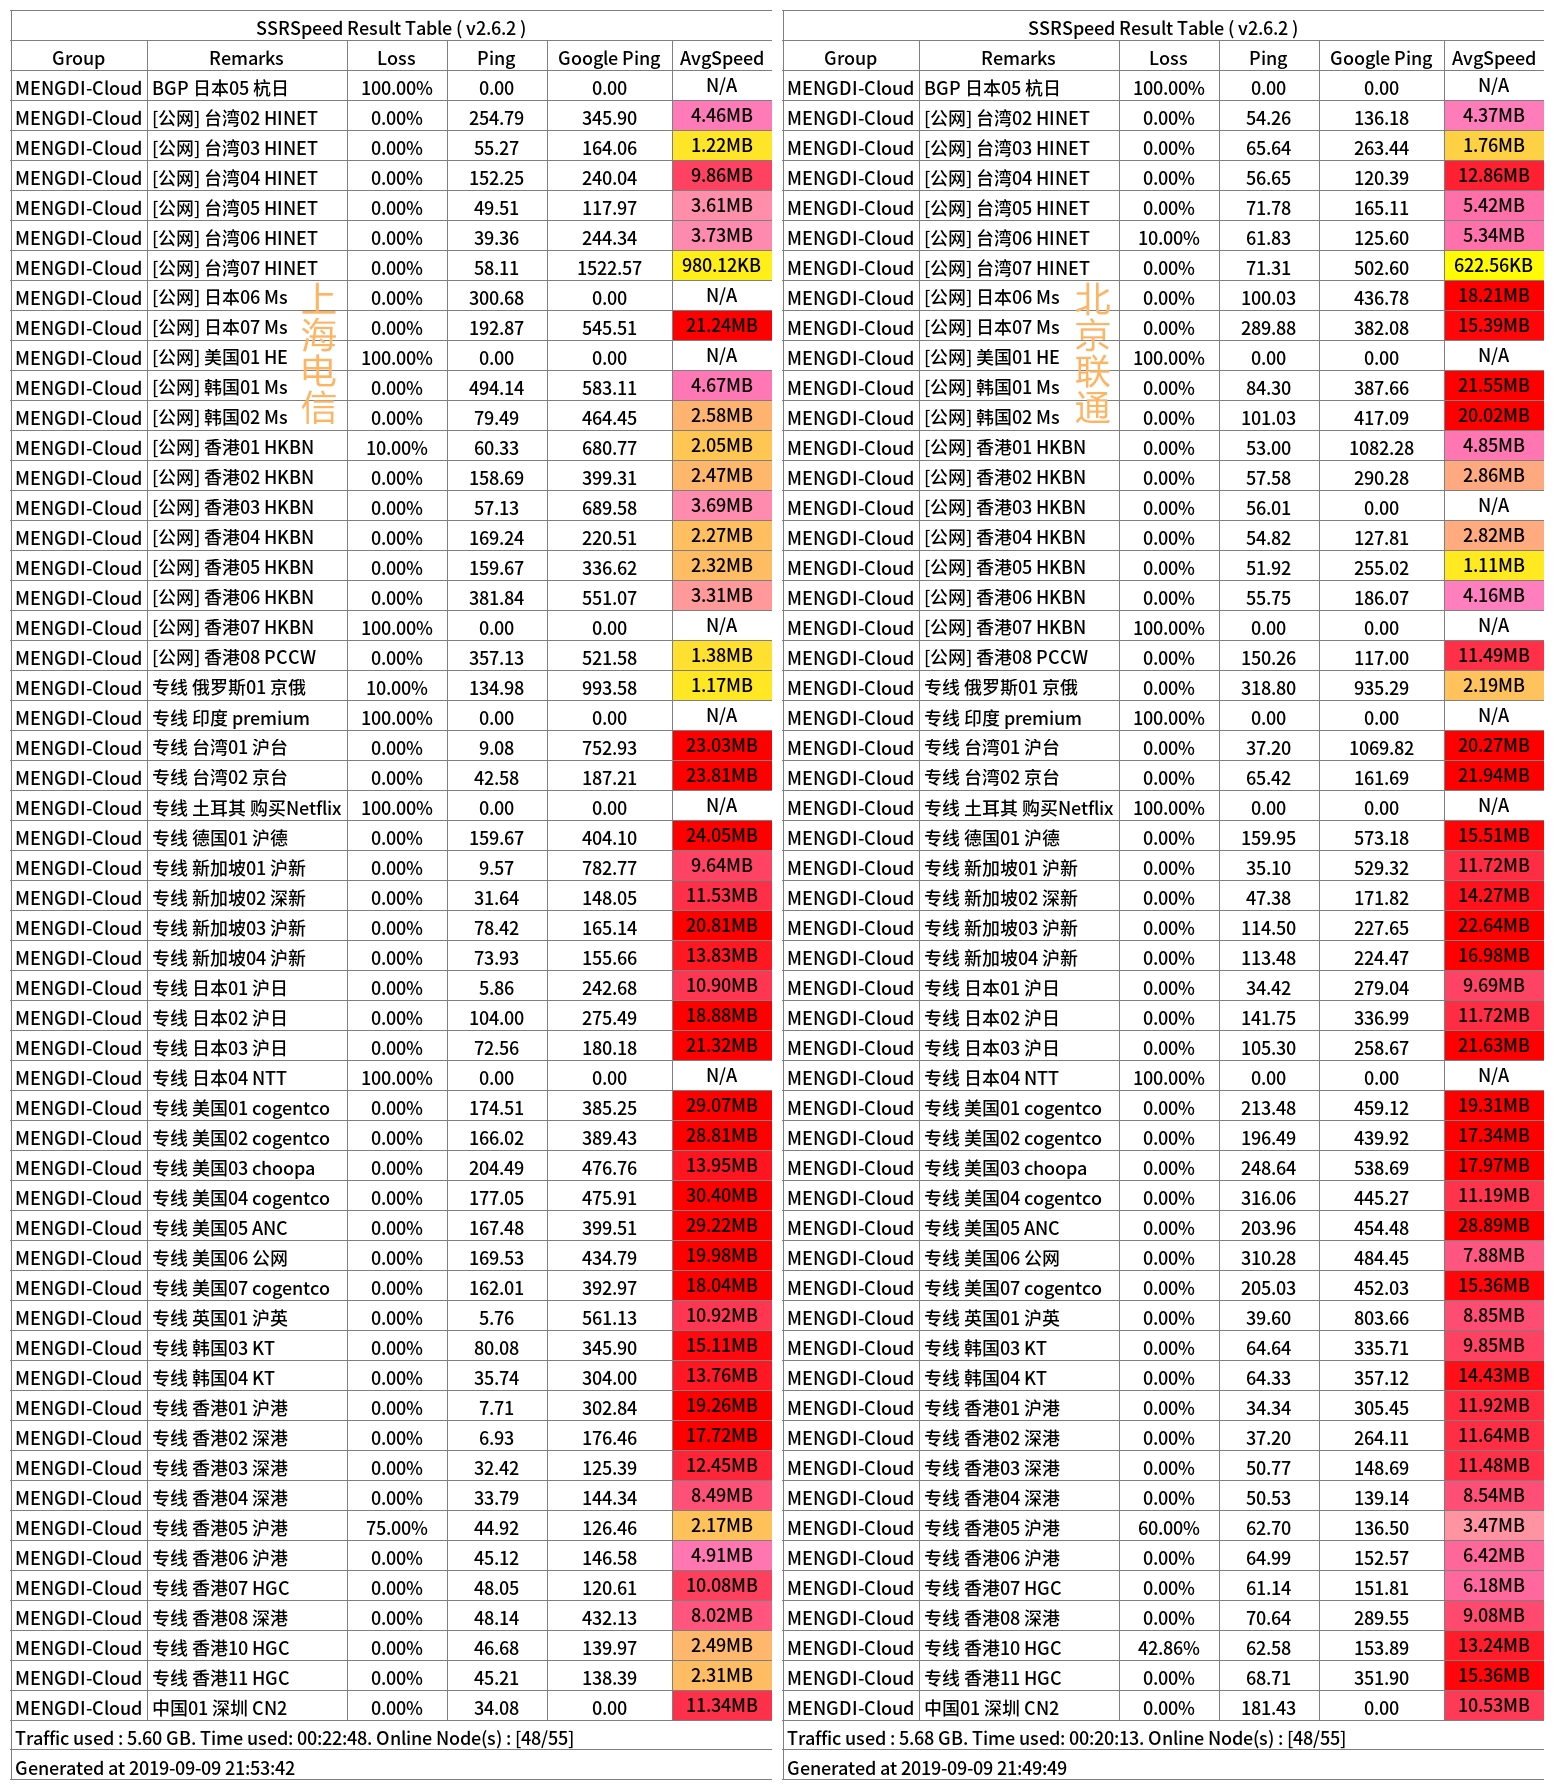 SSRSpeed Result Table ( v2.6.2 )
Group Remarks Loss Ping Google Ping AvgSpeed
MENGDI-Cloud BGP 日本05 杭日 100.00% 0.00 0.00 N/A
MENGDI-Cloud [公网] 台湾02 HINET 0.00% 254.79 345.90 4.46MB
MENGDI-Cloud [公网] 台湾03 HINET 0.00% 55.27 164.06 1.22MB
MENGDI-Cloud [公网] 台湾04 HINET 0.00% 152.25 240.04 9.86MB
MENGDI-Cloud [公网] 台湾05 HINET 0.00% 49.51 117.97 3.61MB
MENGDI-Cloud [公网] 台湾06 HINET 0.00% 39.36 244.34 3.73MB
MENGDI-Cloud [公网] 台湾07 HINET 0.00% 58.11 1522.57 980.12KB
MENGDI-Cloud [公网] 日本06 Ms 0.00% 300.68 0.00 N/A
MENGDI-Cloud [公网] 日本07 Ms 0.00% 192.87 545.51 21.24MB
MENGDI-Cloud [公网] 美国01 HE 100.00% 0.00 0.00 N/A
MENGDI-Cloud [公网] 韩国01 Ms 0.00% 494.14 583.11 4.67MB
MENGDI-Cloud [公网] 韩国02 Ms 0.00% 79.49 464.45 2.58MB
MENGDI-Cloud [公网] 香港01 HKBN 10.00% 60.33 680.77 2.05MB
MENGDI-Cloud [公网] 香港02 HKBN 0.00% 158.69 399.31 2.47MB
MENGDI-Cloud [公网] 香港03 HKBN 0.00% 57.13 689.58 3.69MB
MENGDI-Cloud [公网] 香港04 HKBN 0.00% 169.24 220.51 2.27MB
MENGDI-Cloud [公网] 香港05 HKBN 0.00% 159.67 336.62 2.32MB
MENGDI-Cloud [公网] 香港06 HKBN 0.00% 381.84 551.07 3.31MB
MENGDI-Cloud [公网] 香港07 HKBN 100.00% 0.00 0.00 N/A
MENGDI-Cloud [公网] 香港08 PCCW 0.00% 357.13 521.58 1.38MB
MENGDI-Cloud 专线 俄罗斯01 京俄 10.00% 134.98 993.58 1.17MB
MENGDI-Cloud 专线 印度 premium 100.00% 0.00 0.00 N/A
MENGDI-Cloud 专线 台湾01 沪台 0.00% 9.08 752.93 23.03MB
MENGDI-Cloud 专线 台湾02 京台 0.00% 42.58 187.21 23.81MB
MENGDI-Cloud 专线 土耳其 购买Netflix 100.00% 0.00 0.00 N/A
MENGDI-Cloud 专线 德国01 沪德 0.00% 159.67 404.10 24.05MB
MENGDI-Cloud 专线 新加坡01 沪新 0.00% 9.57 782.77 9.64MB
MENGDI-Cloud 专线 新加坡02 深新 0.00% 31.64 148.05 11.53MB
MENGDI-Cloud 专线 新加坡03 沪新 0.00% 78.42 165.14 20.81MB
MENGDI-Cloud 专线 新加坡04 沪新 0.00% 73.93 155.66 13.83MB
MENGDI-Cloud 专线 日本01 沪日 0.00% 5.86 242.68 10.90MB
MENGDI-Cloud 专线 日本02 沪日 0.00% 104.00 275.49 18.88MB
MENGDI-Cloud 专线 日本03 沪日 0.00% 72.56 180.18 21.32MB
MENGDI-Cloud 专线 日本04 NTT 100.00% 0.00 0.00 N/A
MENGDI-Cloud 专线 美国01 cogentco 0.00% 174.51 385.25 29.07MB
MENGDI-Cloud 专线 美国02 cogentco 0.00% 166.02 389.43 28.81MB
MENGDI-Cloud 专线 美国03 choopa 0.00% 204.49 476.76 13.95MB
MENGDI-Cloud 专线 美国04 cogentco 0.00% 177.05 475.91 30.40MB
MENGDI-Cloud 专线 美国05 ANC 0.00% 167.48 399.51 29.22MB
MENGDI-Cloud 专线 美国06 公网 0.00% 169.53 434.79 19.98MB
MENGDI-Cloud 专线 美国07 cogentco 0.00% 162.01 392.97 18.04MB
MENGDI-Cloud 专线 英国01 沪英 0.00% 5.76 561.13 10.92MB
MENGDI-Cloud 专线 韩国03 KT 0.00% 80.08 345.90 15.11MB
MENGDI-Cloud 专线 韩国04 KT 0.00% 35.74 304.00 13.76MB
MENGDI-Cloud 专线 香港01 沪港 0.00% 7.71 302.84 19.26MB
MENGDI-Cloud 专线 香港02 深港 0.00% 6.93 176.46 17.72MB
MENGDI-Cloud 专线 香港03 深港 0.00% 32.42 125.39 12.45MB
MENGDI-Cloud 专线 香港04 深港 0.00% 33.79 144.34 8.49MB
MENGDI-Cloud 专线 香港05 沪港 75.00% 44.92 126.46 2.17MB
MENGDI-Cloud 专线 香港06 沪港 0.00% 45.12 146.58 4.91MB
MENGDI-Cloud 专线 香港07 HGC 0.00% 48.05 120.61 10.08MB
MENGDI-Cloud 专线 香港08 深港 0.00% 48.14 432.13 8.02MB
MENGDI-Cloud 专线 香港10 HGC 0.00% 46.68 139.97 2.49MB
MENGDI-Cloud 专线 香港11 HGC 0.00% 45.21 138.39 2.31MB
MENGDI-Cloud 中国01 深圳 CN2 0.00% 34.08 0.00 11.34MB
Traffic used : 5.60 GB. Time used: 00:22:48. Online Node(s) : [48/55]
Generated at 2019-09-09 21:53:42
上海电信
SSRSpeed Result Table ( v2.6.2 )
Group Remarks Loss Ping Google Ping AvgSpeed
MENGDI-Cloud BGP 日本05 杭日 100.00% 0.00 0.00 N/A
MENGDI-Cloud [公网] 台湾02 HINET 0.00% 54.26 136.18 4.37MB
MENGDI-Cloud [公网] 台湾03 HINET 0.00% 65.64 263.44 1.76MB
MENGDI-Cloud [公网] 台湾04 HINET 0.00% 56.65 120.39 12.86MB
MENGDI-Cloud [公网] 台湾05 HINET 0.00% 71.78 165.11 5.42MB
MENGDI-Cloud [公网] 台湾06 HINET 10.00% 61.83 125.60 5.34MB
MENGDI-Cloud [公网] 台湾07 HINET 0.00% 71.31 502.60 622.56KB
MENGDI-Cloud [公网] 日本06 Ms 0.00% 100.03 436.78 18.21MB
MENGDI-Cloud [公网] 日本07 Ms 0.00% 289.88 382.08 15.39MB
MENGDI-Cloud [公网] 美国01 HE 100.00% 0.00 0.00 N/A
MENGDI-Cloud [公网] 韩国01 Ms 0.00% 84.30 387.66 21.55MB
MENGDI-Cloud [公网] 韩国02 Ms 0.00% 101.03 417.09 20.02MB
MENGDI-Cloud [公网] 香港01 HKBN 0.00% 53.00 1082.28 4.85MB
MENGDI-Cloud [公网] 香港02 HKBN 0.00% 57.58 290.28 2.86MB
MENGDI-Cloud [公网] 香港03 HKBN 0.00% 56.01 0.00 N/A
MENGDI-Cloud [公网] 香港04 HKBN 0.00% 54.82 127.81 2.82MB
MENGDI-Cloud [公网] 香港05 HKBN 0.00% 51.92 255.02 1.11MB
MENGDI-Cloud [公网] 香港06 HKBN 0.00% 55.75 186.07 4.16MB
MENGDI-Cloud [公网] 香港07 HKBN 100.00% 0.00 0.00 N/A
MENGDI-Cloud [公网] 香港08 PCCW 0.00% 150.26 117.00 11.49MB
MENGDI-Cloud 专线 俄罗斯01 京俄 0.00% 318.80 935.29 2.19MB
MENGDI-Cloud 专线 印度 premium 100.00% 0.00 0.00 N/A
MENGDI-Cloud 专线 台湾01 沪台 0.00% 37.20 1069.82 20.27MB
MENGDI-Cloud 专线 台湾02 京台 0.00% 65.42 161.69 21.94MB
MENGDI-Cloud 专线 土耳其 购买Netflix 100.00% 0.00 0.00 N/A
MENGDI-Cloud 专线 德国01 沪德 0.00% 159.95 573.18 15.51MB
MENGDI-Cloud 专线 新加坡01 沪新 0.00% 35.10 529.32 11.72MB
MENGDI-Cloud 专线 新加坡02 深新 0.00% 47.38 171.82 14.27MB
MENGDI-Cloud 专线 新加坡03 沪新 0.00% 114.50 227.65 22.64MB
MENGDI-Cloud 专线 新加坡04 沪新 0.00% 113.48 224.47 16.98MB
MENGDI-Cloud 专线 日本01 沪日 0.00% 34.42 279.04 9.69MB
MENGDI-Cloud 专线 日本02 沪日 0.00% 141.75 336.99 11.72MB
MENGDI-Cloud 专线 日本03 沪日 0.00% 105.30 258.67 21.63MB
MENGDI-Cloud 专线 日本04 NTT 100.00% 0.00 0.00 N/A
MENGDI-Cloud 专线 美国01 cogentco 0.00% 213.48 459.12 19.31MB
MENGDI-Cloud 专线 美国02 cogentco 0.00% 196.49 439.92 17.34MB
MENGDI-Cloud 专线 美国03 choopa 0.00% 248.64 538.69 17.97MB
MENGDI-Cloud 专线 美国04 cogentco 0.00% 316.06 445.27 11.19MB
MENGDI-Cloud 专线 美国05 ANC 0.00% 203.96 454.48 28.89MB
MENGDI-Cloud 专线 美国06 公网 0.00% 310.28 484.45 7.88MB
MENGDI-Cloud 专线 美国07 cogentco 0.00% 205.03 452.03 15.36MB
MENGDI-Cloud 专线 英国01 沪英 0.00% 39.60 803.66 8.85MB
MENGDI-Cloud 专线 韩国03 KT 0.00% 64.64 335.71 9.85MB
MENGDI-Cloud 专线 韩国04 KT 0.00% 64.33 357.12 14.43MB
MENGDI-Cloud 专线 香港01 沪港 0.00% 34.34 305.45 11.92MB
MENGDI-Cloud 专线 香港02 深港 0.00% 37.20 264.11 11.64MB
MENGDI-Cloud 专线 香港03 深港 0.00% 50.77 148.69 11.48MB
MENGDI-Cloud 专线 香港04 深港 0.00% 50.53 139.14 8.54MB
MENGDI-Cloud 专线 香港05 沪港 60.00% 62.70 136.50 3.47MB
MENGDI-Cloud 专线 香港06 沪港 0.00% 64.99 152.57 6.42MB
MENGDI-Cloud 专线 香港07 HGC 0.00% 61.14 151.81 6.18MB
MENGDI-Cloud 专线 香港08 深港 0.00% 70.64 289.55 9.08MB
MENGDI-Cloud 专线 香港10 HGC 42.86% 62.58 153.89 13.24MB
MENGDI-Cloud 专线 香港11 HGC 0.00% 68.71 351.90 15.36MB
MENGDI-Cloud 中国01 深圳 CN2 0.00% 181.43 0.00 10.53MB
Traffic used : 5.68 GB. Time used: 00:20:13. Online Node(s) : [48/55]
Generated at 2019-09-09 21:49:49
北京联通